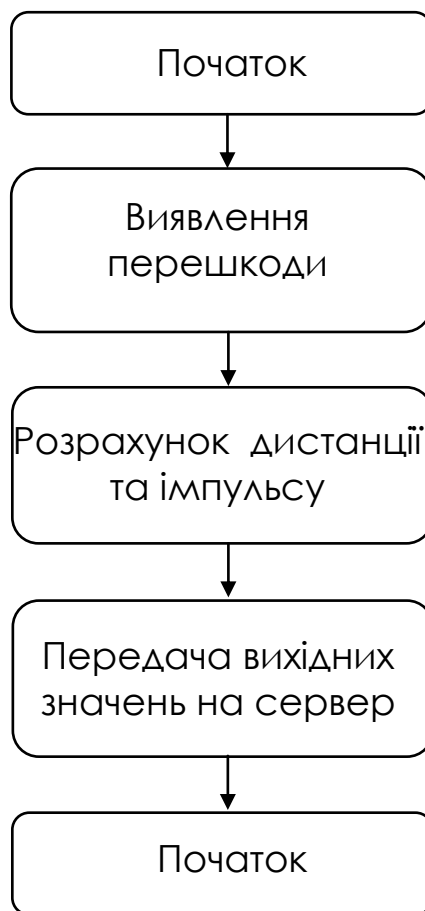 Початок
Виявлення
перешкоди
Розрахунок дистанції
та імпульсу
Передача вихідних
значень на сервер
Початок